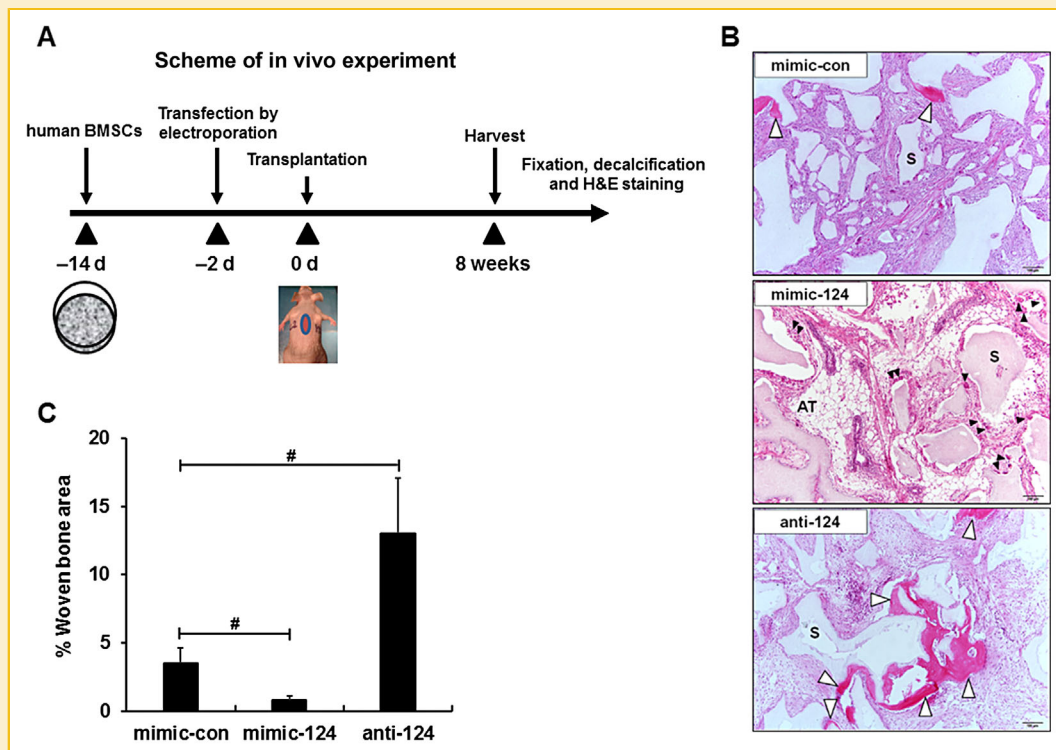 A
Scheme of in vivo experiment
human BMSCs
Transfection by
electroporation
Transplantation
Harvest
Fixation, decalcification
and H&E staining
–14 d
–2 d
0 d
8 weeks
B
mimic-con
S
mimic-124
S
AT
anti-124
S
C
% Woven bone area
20
15
10
5
0
#
#
mimic-con
mimic-124
anti-124